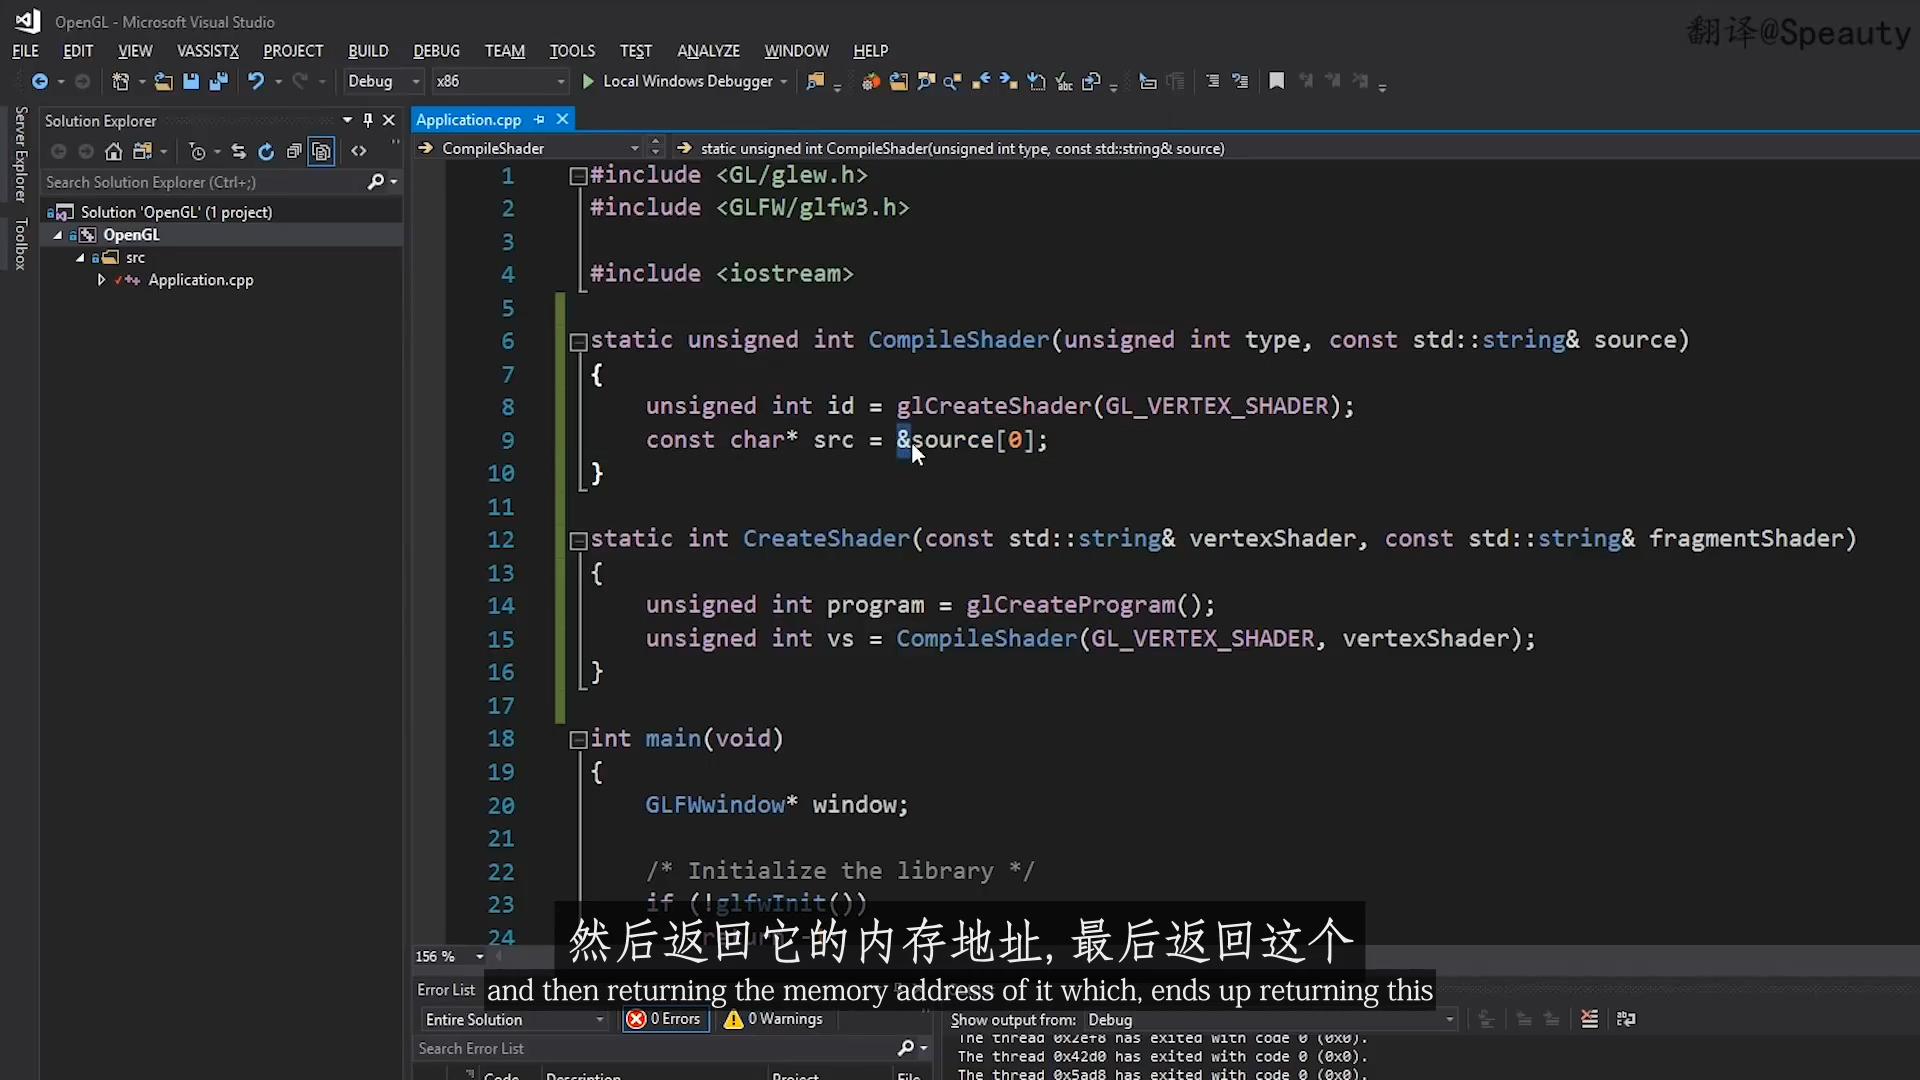 OpenGL - Microsoft Visual Studio
翻译@Speauty
FILE EDIT VIEW VASSISTX PROJECT BUILD DEBUG TEAM TOOLS TEST ANALYZE WINDOW HELP
Debug x86 Local Windows Debugger
Server Explorer
Toolbox
Solution Explorer
Search Solution Explorer (Ctrl+;)
Solution 'OpenGL' (1 project)
OpenGL
src
Application.cpp
Application.cpp
CompileShader static unsigned int CompileShader(unsigned int type, const std::string& source)
1 #include <GL/glew.h>
2 #include <GLFW/glfw3.h>
3
4 #include <iostream>
5
6 static unsigned int CompileShader(unsigned int type, const std::string& source)
7 {
8 unsigned int id = glCreateShader(GL_VERTEX_SHADER);
9 const char* src = &source[0];
10 }
11
12 static int CreateShader(const std::string& vertexShader, const std::string& fragmentShader)
13 {
14 unsigned int program = glCreateProgram();
15 unsigned int vs = CompileShader(GL_VERTEX_SHADER, vertexShader);
16 }
17
18 int main(void)
19 {
20 GLFWwindow* window;
21
22 /* Initialize the library */
23 if (!glfwInit())
24
然后返回它的内存地址, 最后返回这个
156 %
and then returning the memory address of it which, ends up returning this
Error List
Entire Solution 0 Errors 0 Warnings
Search Error List
Code Description Project File
Show output from: Debug
The thread 0x2ef8 has exited with code 0 (0x0).
The thread 0x42d0 has exited with code 0 (0x0).
The thread 0x5ad8 has exited with code 0 (0x0).